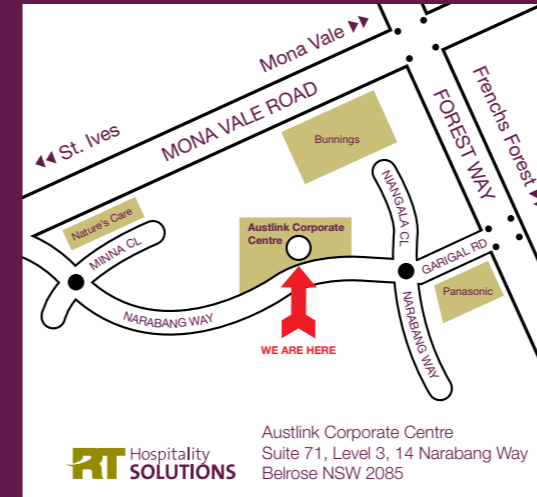 Mona Vale ▶▶
◀◀ St. Ives
MONA VALE ROAD
FOREST WAY
Frenchs Forest ▶
Bunnings
Nature's Care
MINNA CL
NIANGALA CL
Austlink Corporate
Centre
GARIGAL RD
Panasonic
NARABANG WAY
NARABANG WAY
WE ARE HERE
RT Hospitality
SOLUTIONS
Austlink Corporate Centre
Suite 71, Level 3, 14 Narabang Way
Belrose NSW 2085